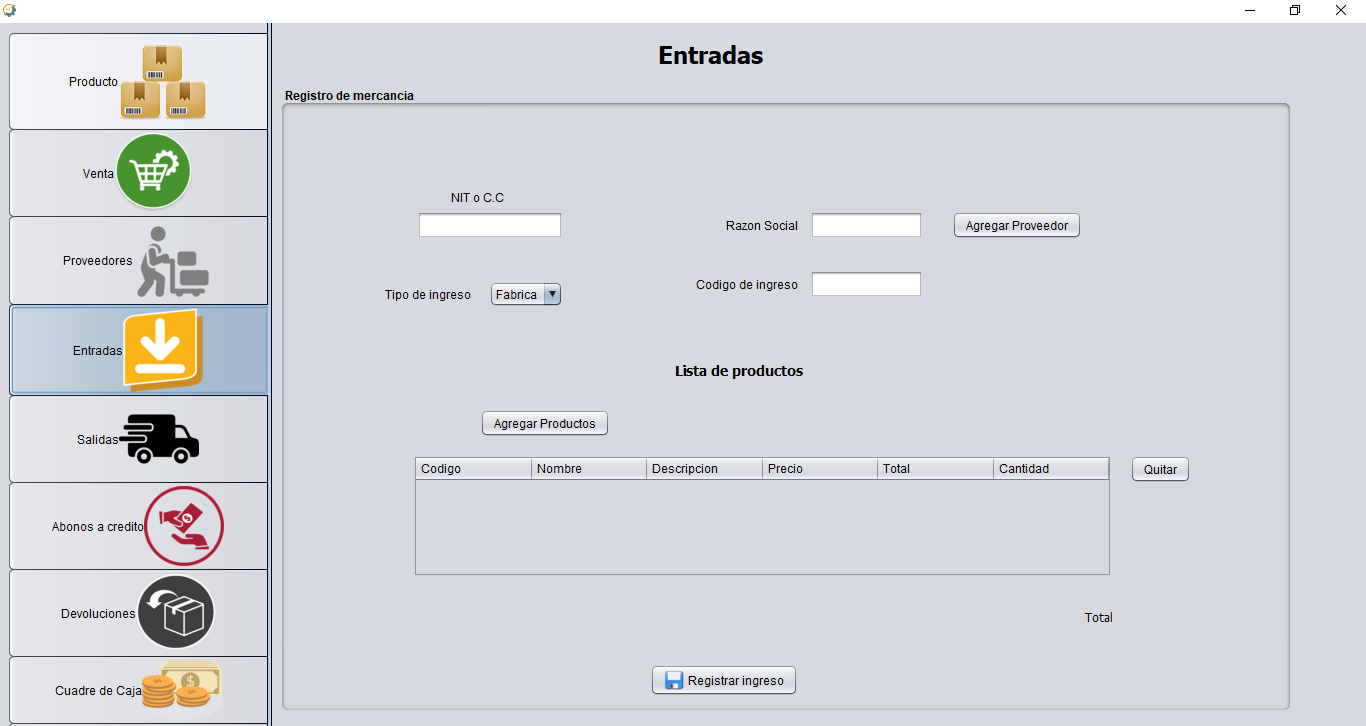 Producto
Venta
Proveedores
Entradas
Salidas
Abonos a credito
Devoluciones
Cuadre de Caja
Entradas
Registro de mercancia
NIT o C.C
Razon Social
Agregar Proveedor
Tipo de ingreso
Fabrica
Codigo de ingreso
Lista de productos
Agregar Productos
Codigo Nombre Descripcion Precio Total Cantidad
Quitar
Total
Registrar ingreso